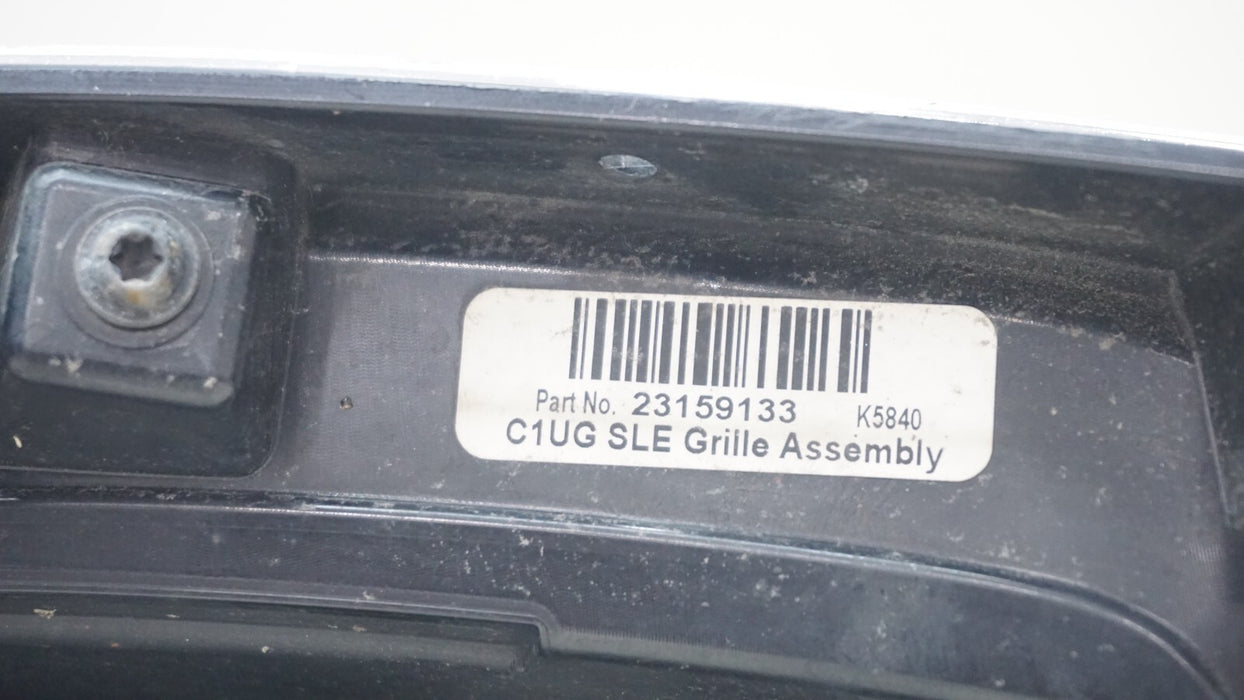 Part No. 23159133 K5840
C1UG SLE Grille Assembly